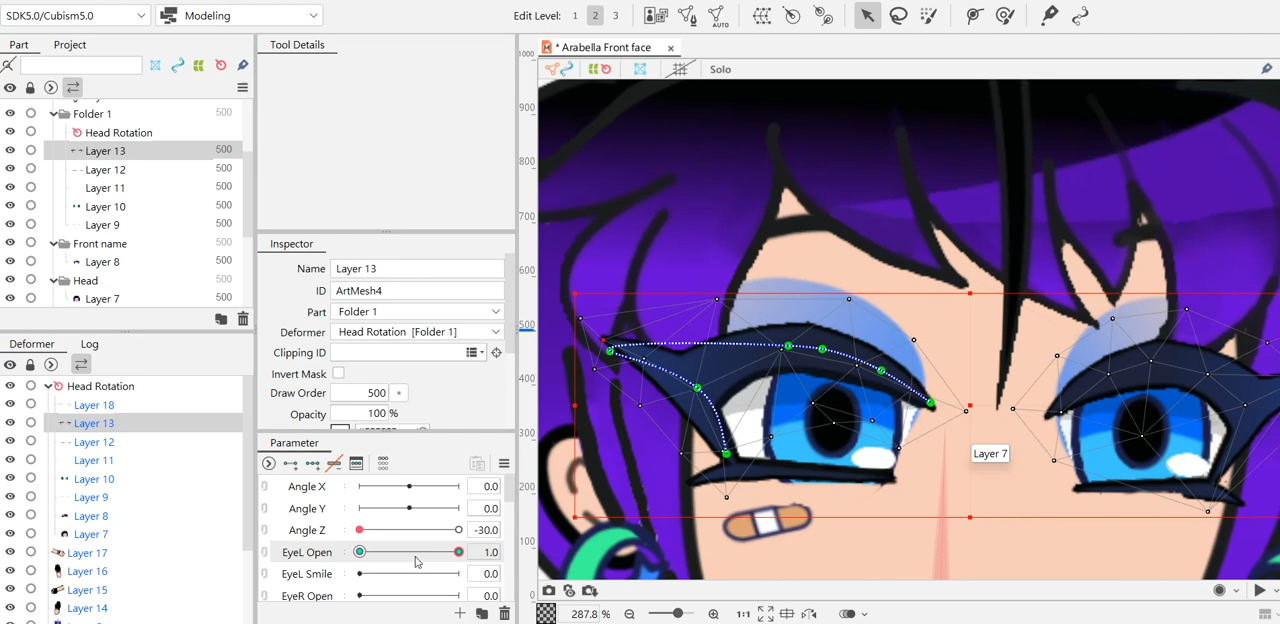 SDK5.0/Cubism5.0 Modeling Edit Level: 1 2 3 AUTO
Part Project
Tool Details
* Arabella Front face
Solo
Folder 1 500
Head Rotation
Layer 13 500
Layer 12 500
Layer 11 500
Layer 10 500
Layer 9 500
Front name 500
Layer 8 500
Head 500
Layer 7 500
Deformer Log
Head Rotation
Layer 18
Layer 13
Layer 12
Layer 11
Layer 10
Layer 9
Layer 8
Layer 7
Layer 17
Layer 16
Layer 15
Layer 14
Inspector
Name Layer 13
ID ArtMesh4
Part Folder 1
Deformer Head Rotation [Folder 1]
Clipping ID
Invert Mask
Draw Order 500
Opacity 100 %
Parameter
Angle X 0.0
Angle Y 0.0
Angle Z -30.0
EyeL Open 1.0
EyeL Smile 0.0
EyeR Open 0.0
1000
900
800
700
600
500
400
300
200
100
0
Layer 7
287.8 % 1:1